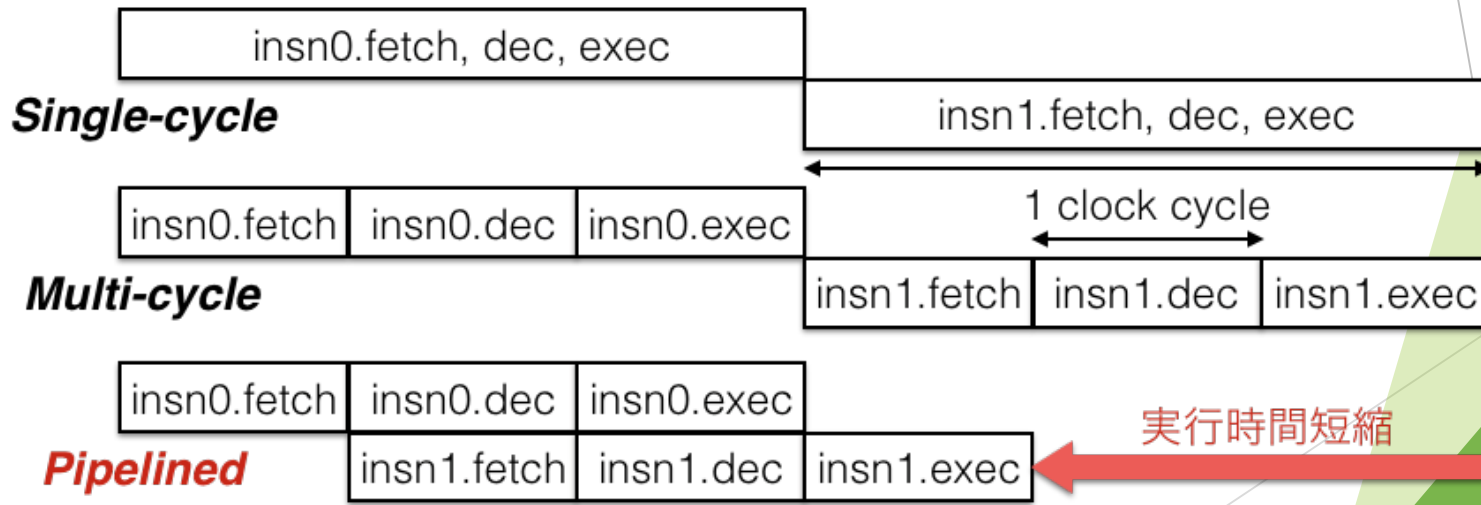 insn0.fetch, dec, exec
Single-cycle
insn1.fetch, dec, exec
1 clock cycle
insn0.fetch insn0.dec insn0.exec
Multi-cycle
insn1.fetch insn1.dec insn1.exec
insn0.fetch insn0.dec insn0.exec
実行時間短縮
Pipelined
insn1.fetch insn1.dec insn1.exec